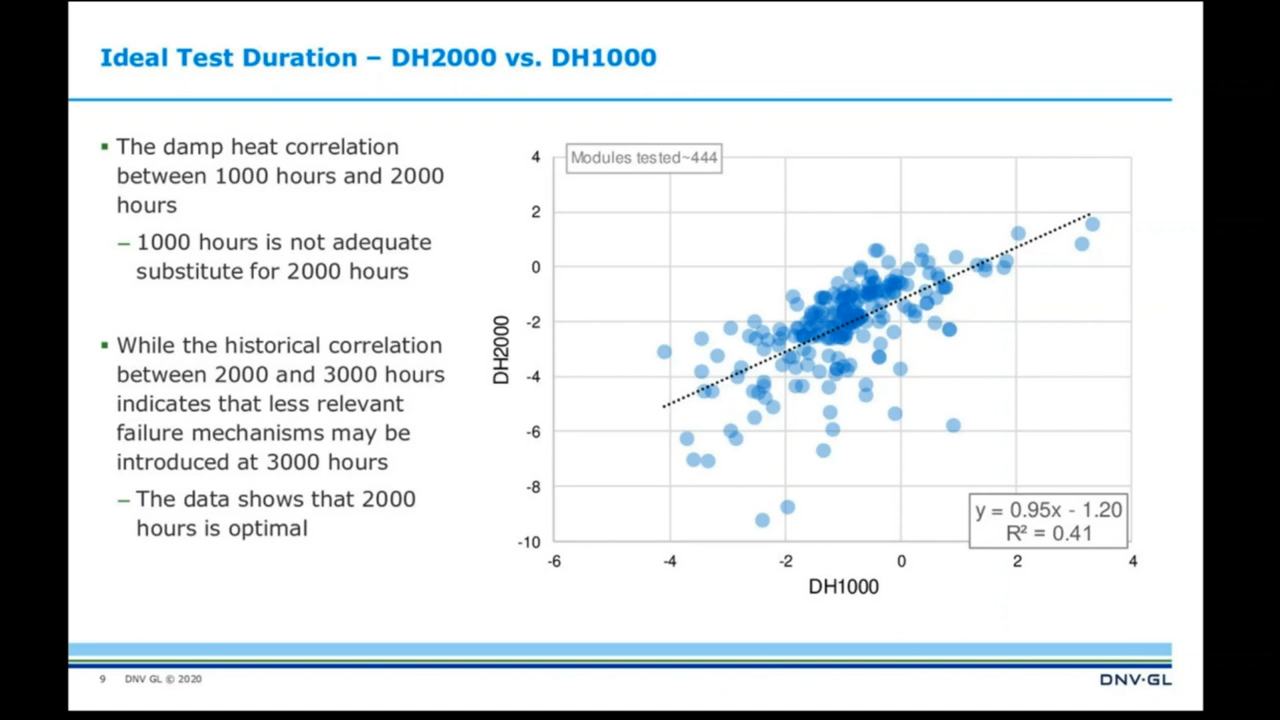 Ideal Test Duration – DH2000 vs. DH1000
▪ The damp heat correlation
between 1000 hours and 2000
hours
– 1000 hours is not adequate
substitute for 2000 hours
▪ While the historical correlation
between 2000 and 3000 hours
indicates that less relevant
failure mechanisms may be
introduced at 3000 hours
– The data shows that 2000
hours is optimal
Modules tested~444
4
2
0
-2
-4
-6
-8
-10
DH2000
-6 -4 -2 0 2 4
DH1000
y = 0.95x - 1.20
R² = 0.41
9 DNV GL © 2020
DNV·GL